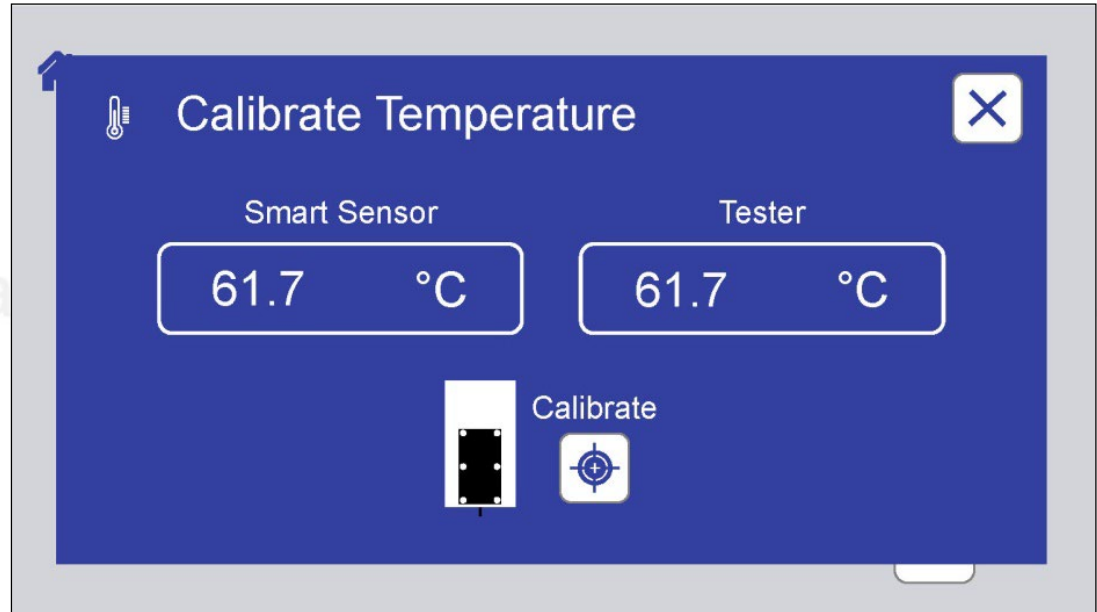 Calibrate Temperature
Smart Sensor
Tester
61.7 °C
61.7 °C
Calibrate